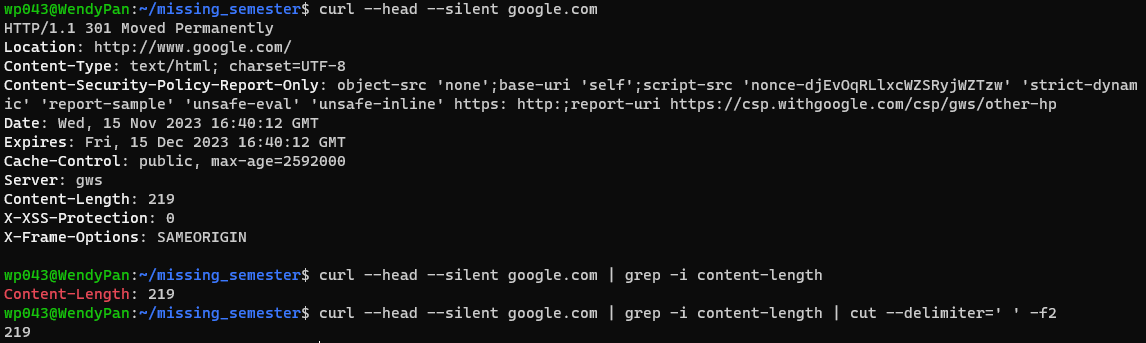 wp043@WendyPan:~/missing_semester$ curl --head --silent google.com
HTTP/1.1 301 Moved Permanently
Location: http://www.google.com/
Content-Type: text/html; charset=UTF-8
Content-Security-Policy-Report-Only: object-src 'none';base-uri 'self';script-src 'nonce-djEvOqRLlxcWZSRyjWZTzw' 'strict-dynam
ic' 'report-sample' 'unsafe-eval' 'unsafe-inline' https: http:;report-uri https://csp.withgoogle.com/csp/gws/other-hp
Date: Wed, 15 Nov 2023 16:40:12 GMT
Expires: Fri, 15 Dec 2023 16:40:12 GMT
Cache-Control: public, max-age=2592000
Server: gws
Content-Length: 219
X-XSS-Protection: 0
X-Frame-Options: SAMEORIGIN
wp043@WendyPan:~/missing_semester$ curl --head --silent google.com | grep -i content-length
Content-Length: 219
wp043@WendyPan:~/missing_semester$ curl --head --silent google.com | grep -i content-length | cut --delimiter=' ' -f2
219